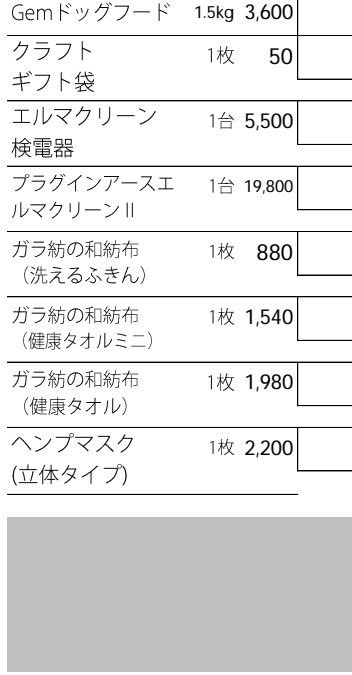 Gemドッグフード 1.5kg 3,600
クラフト 1枚 50
ギフト袋
エルマクリーン 1台 5,500
検電器
プラグインアースエ 1台 19,800
ルマクリーンⅡ
ガラ紡の和紡布 1枚 880
（洗えるふきん）
ガラ紡の和紡布 1枚 1,540
（健康タオルミニ）
ガラ紡の和紡布 1枚 1,980
（健康タオル）
ヘンプマスク 1枚 2,200
(立体タイプ)